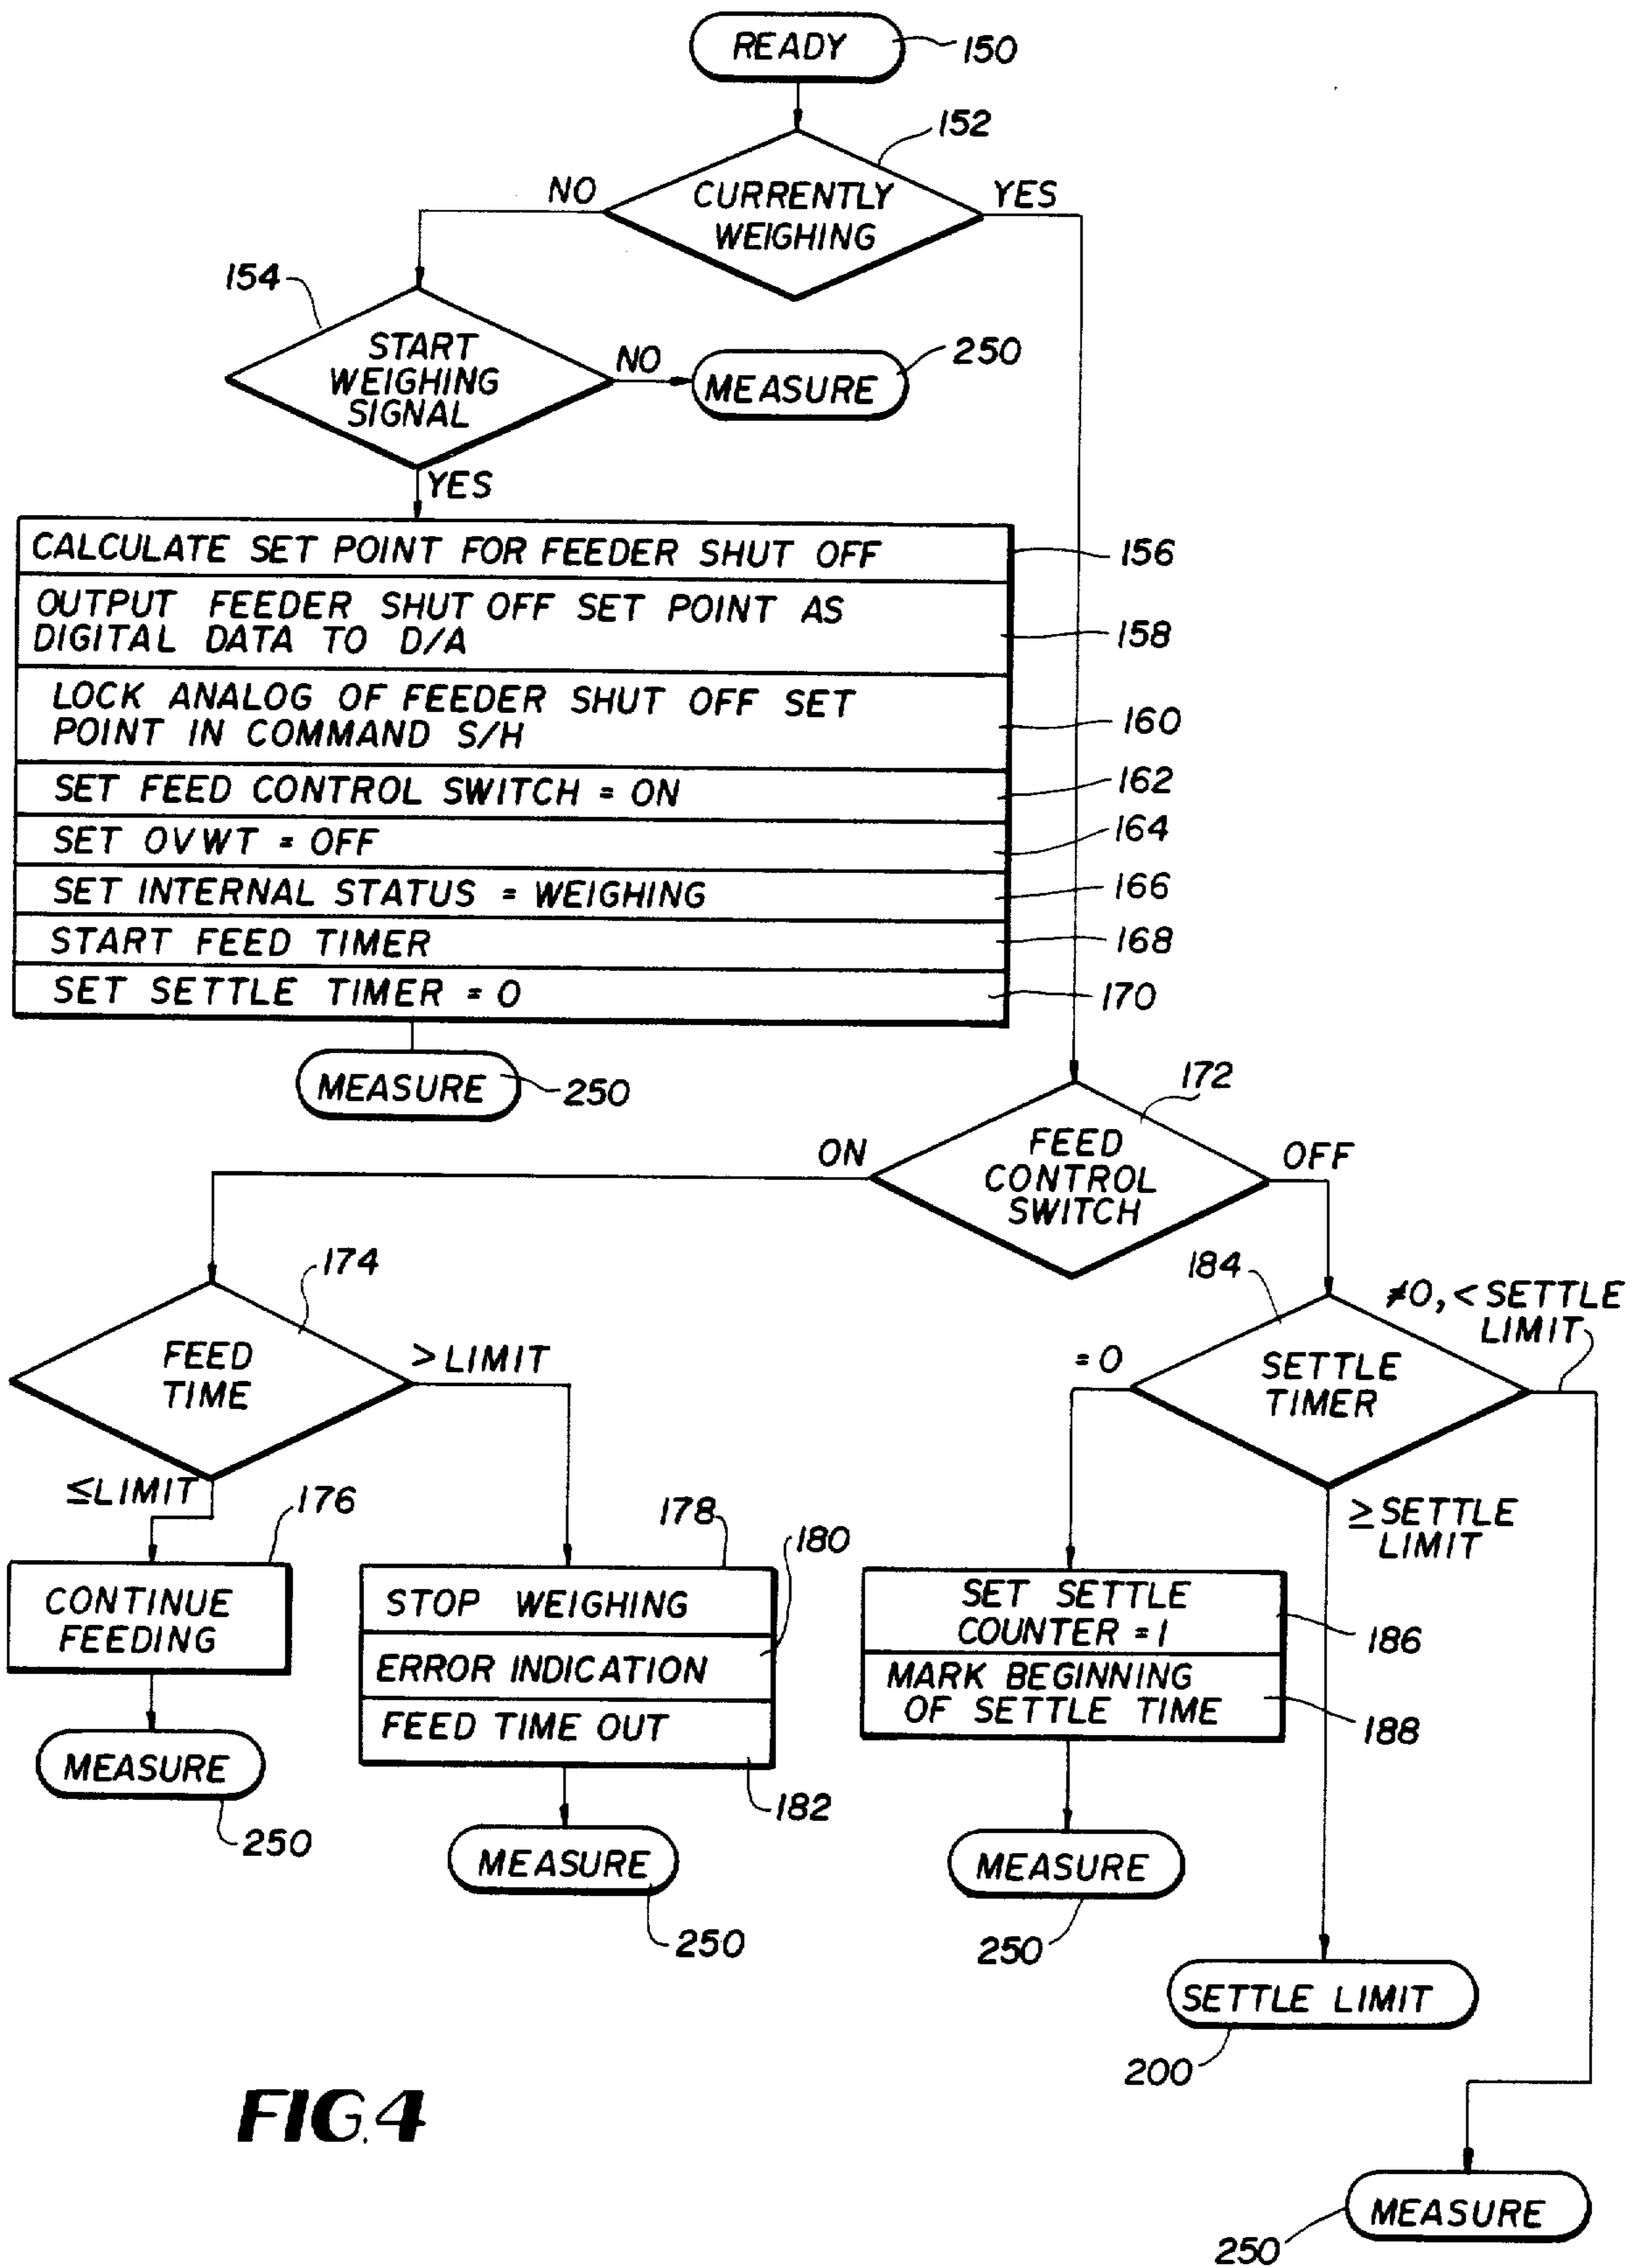 READY
150
152
CURRENTLY
WEIGHING
NO
YES
154
START
WEIGHING
SIGNAL
NO
MEASURE
250
YES
CALCULATE SET POINT FOR FEEDER SHUT OFF
156
OUTPUT FEEDER SHUT OFF SET POINT AS
DIGITAL DATA TO D/A
158
LOCK ANALOG OF FEEDER SHUT OFF SET
POINT IN COMMAND S/H
160
SET FEED CONTROL SWITCH = ON
162
SET OVWT = OFF
164
SET INTERNAL STATUS = WEIGHING
166
START FEED TIMER
168
SET SETTLE TIMER = 0
170
MEASURE
250
172
FEED
CONTROL
SWITCH
ON
OFF
174
FEED
TIME
> LIMIT
≤LIMIT
184
SETTLE
TIMER
≠0, < SETTLE
LIMIT
= 0
≥ SETTLE
LIMIT
176
CONTINUE
FEEDING
MEASURE
250
178
180
STOP WEIGHING
ERROR INDICATION
FEED TIME OUT
182
MEASURE
250
SET SETTLE
COUNTER = 1
186
MARK BEGINNING
OF SETTLE TIME
188
MEASURE
250
SETTLE LIMIT
200
MEASURE
250
FIG. 4